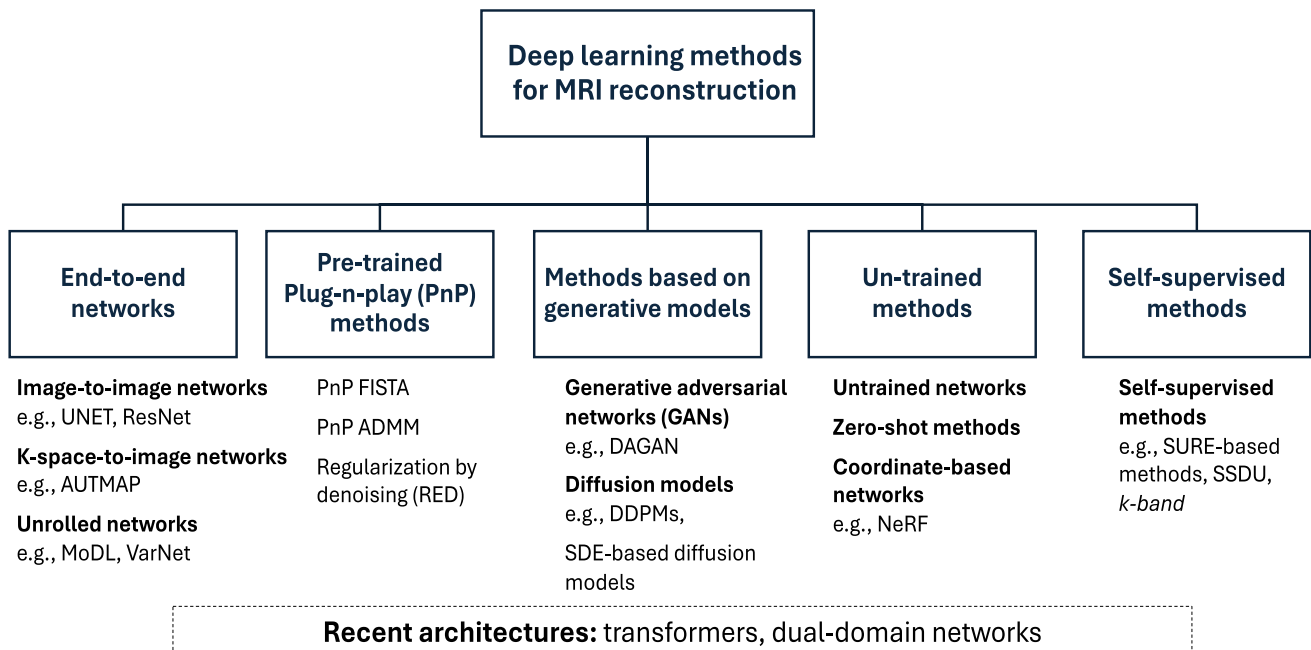 Deep learning methods
for MRI reconstruction
End-to-end
networks
Pre-trained
Plug-n-play (PnP)
methods
Methods based on
generative models
Un-trained
methods
Self-supervised
methods
Image-to-image networks
e.g., UNET, ResNet
K-space-to-image networks
e.g., AUTMAP
Unrolled networks
e.g., MoDL, VarNet
PnP FISTA
PnP ADMM
Regularization by
denoising (RED)
Generative adversarial
networks (GANs)
e.g., DAGAN
Diffusion models
e.g., DDPMs,
SDE-based diffusion
models
Untrained networks
Zero-shot methods
Coordinate-based
networks
e.g., NeRF
Self-supervised
methods
e.g., SURE-based
methods, SSDU,
k-band
Recent architectures: transformers, dual-domain networks